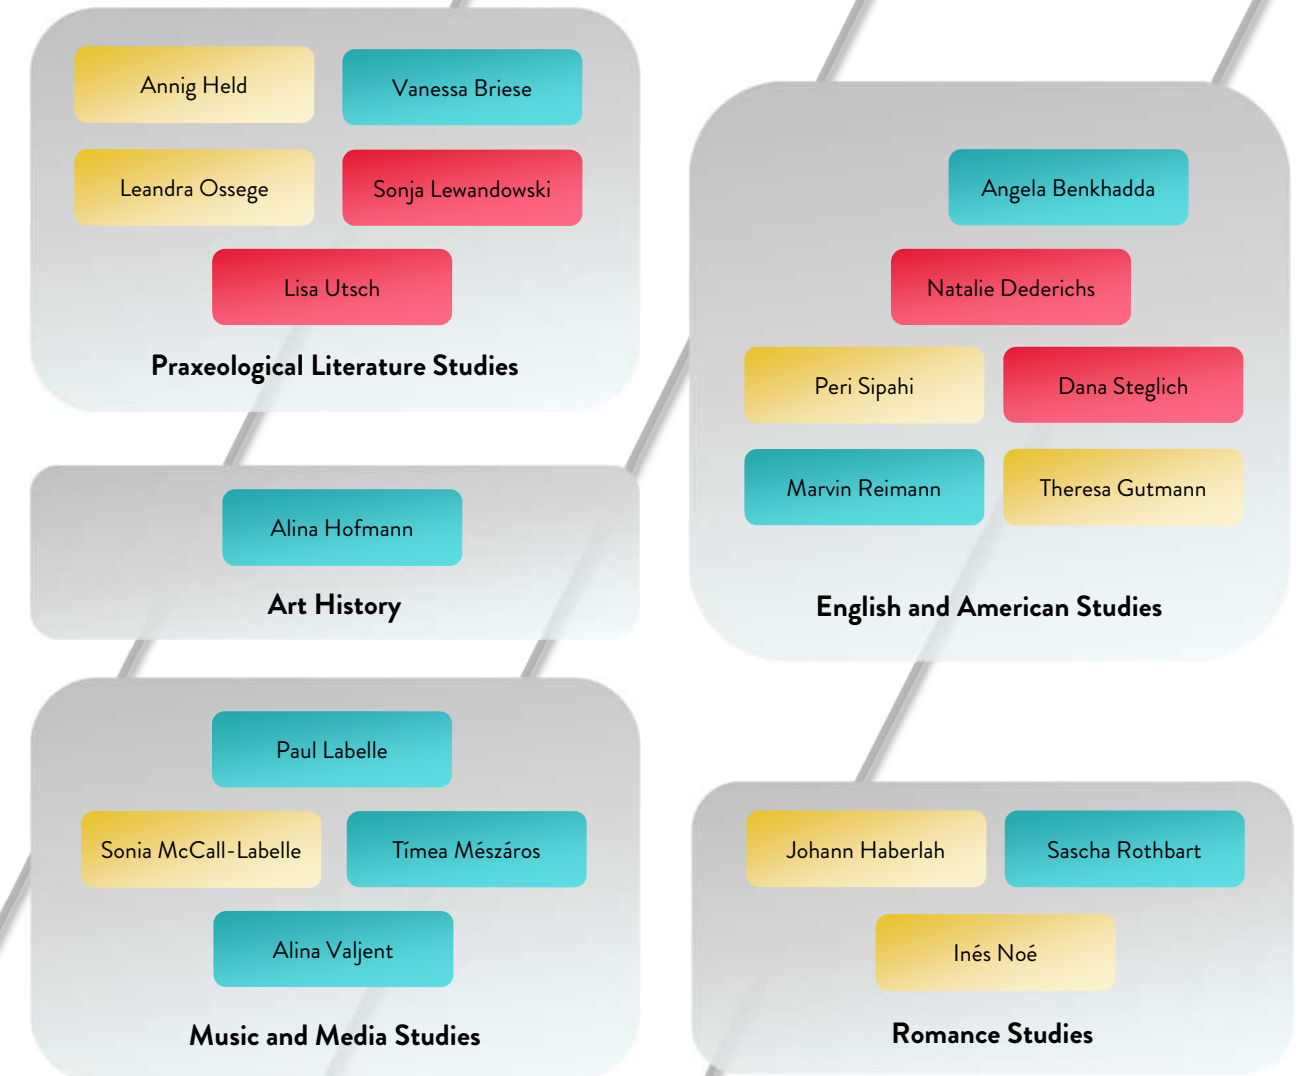 Annig Held
Vanessa Briese
Leandra Ossege
Sonja Lewandowski
Lisa Utsch
Praxeological Literature Studies
Alina Hofmann
Art History
Paul Labelle
Sonia McCall-Labelle
Tímea Mészáros
Alina Valjent
Music and Media Studies
Angela Benkhadda
Natalie Dederichs
Peri Sipahi
Dana Steglich
Marvin Reimann
Theresa Gutmann
English and American Studies
Johann Haberlah
Sascha Rothbart
Inés Noé
Romance Studies